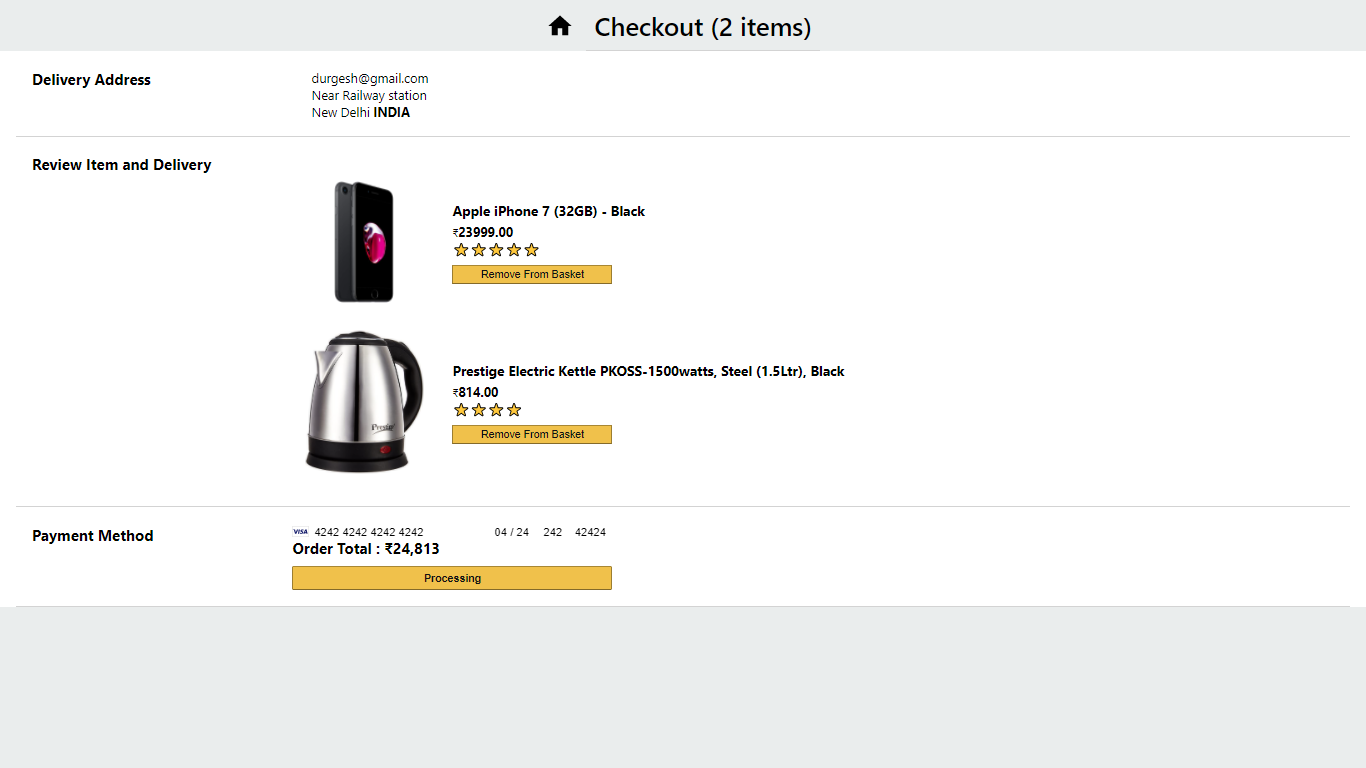 Checkout (2 items)
Delivery Address
durgesh@gmail.com
Near Railway station
New Delhi INDIA
Review Item and Delivery
Apple iPhone 7 (32GB) - Black
₹23999.00
Remove From Basket
Prestige Electric Kettle PKOSS-1500watts, Steel (1.5Ltr), Black
₹814.00
Remove From Basket
Prestige
Payment Method
VISA 4242 4242 4242 4242 04 / 24 242 42424
Order Total : ₹24,813
Processing